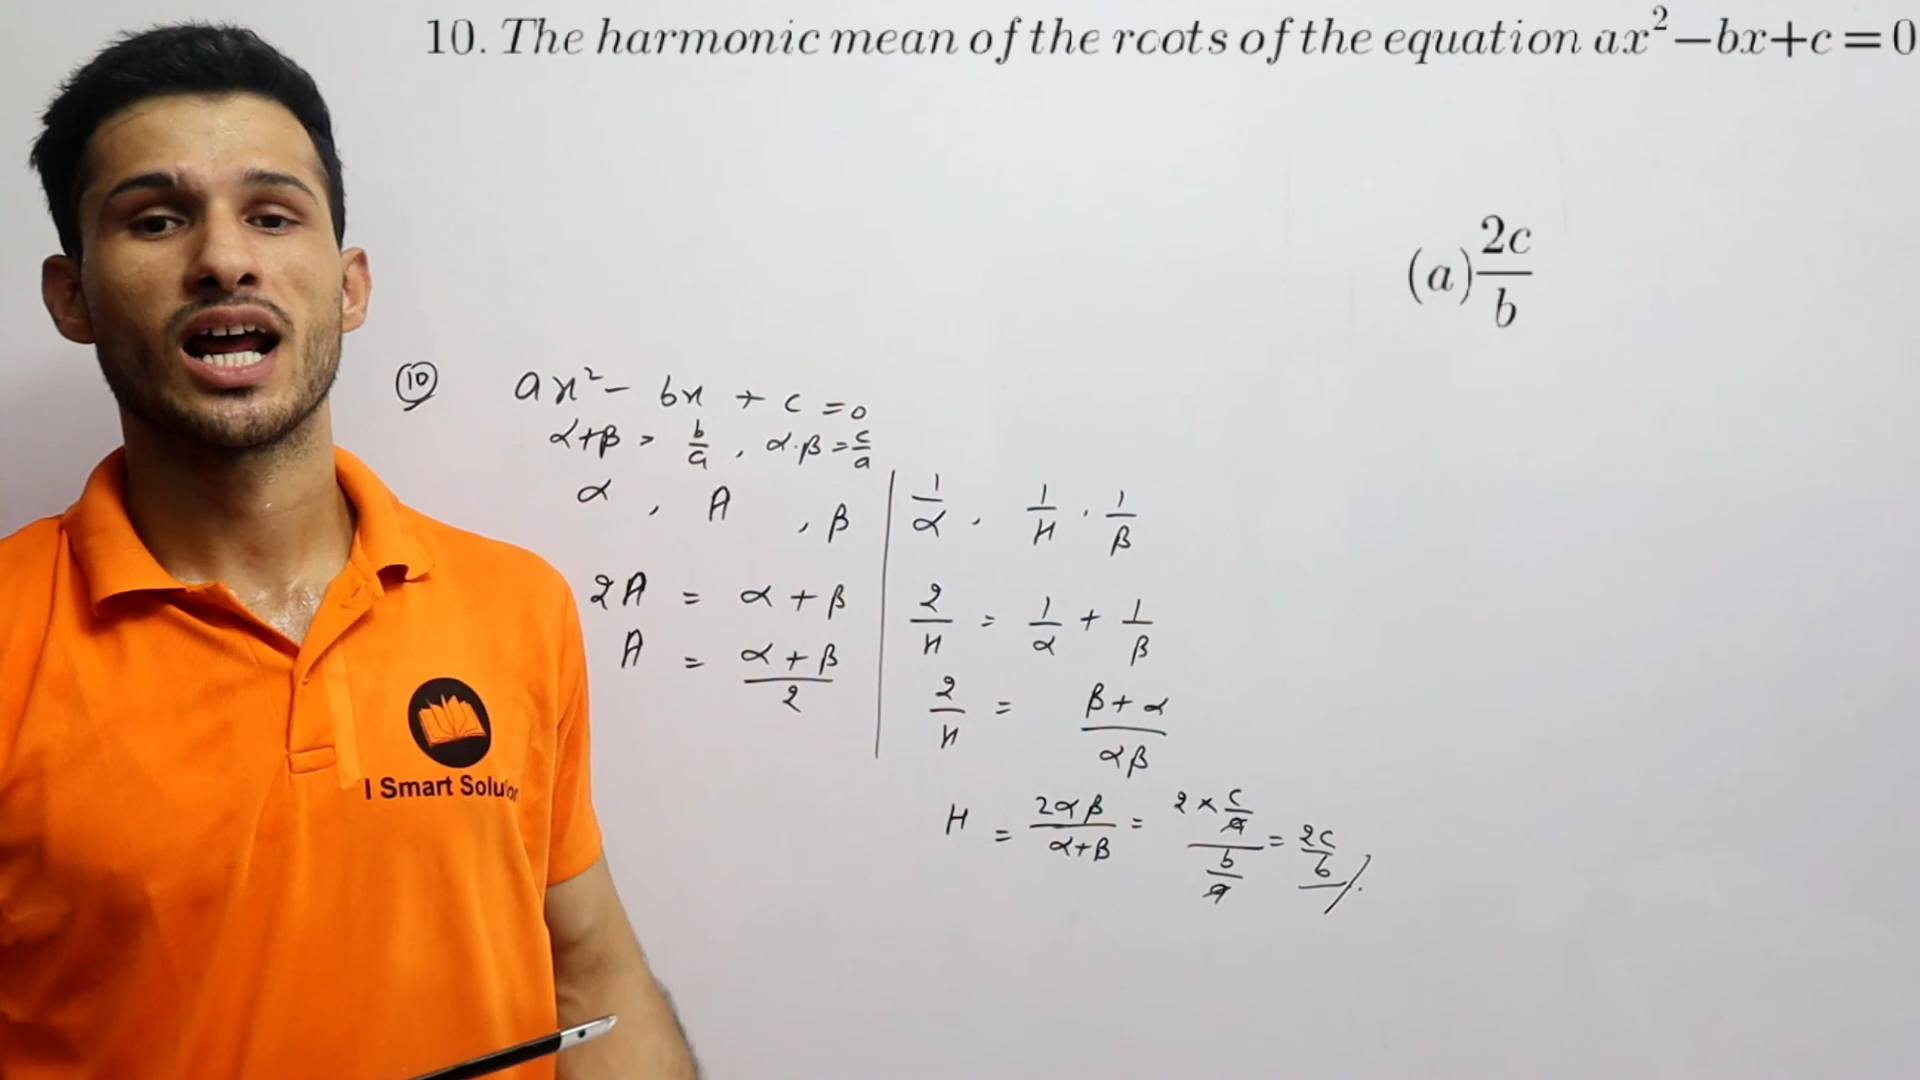 10. The harmonic mean of the roots of the equation ax²−bx+c=0
(a) 2c/b
(10) ax² − bx + c = 0
α+β = b/a , α·β = c/a
α , A , β
2A = α + β
A = (α + β)/2
1/α , 1/H , 1/β
2/H = 1/α + 1/β
2/H = (β + α)/αβ
H = 2αβ/(α+β) = (2 × c/a)/(b/a) = 2c/b
I Smart Solution